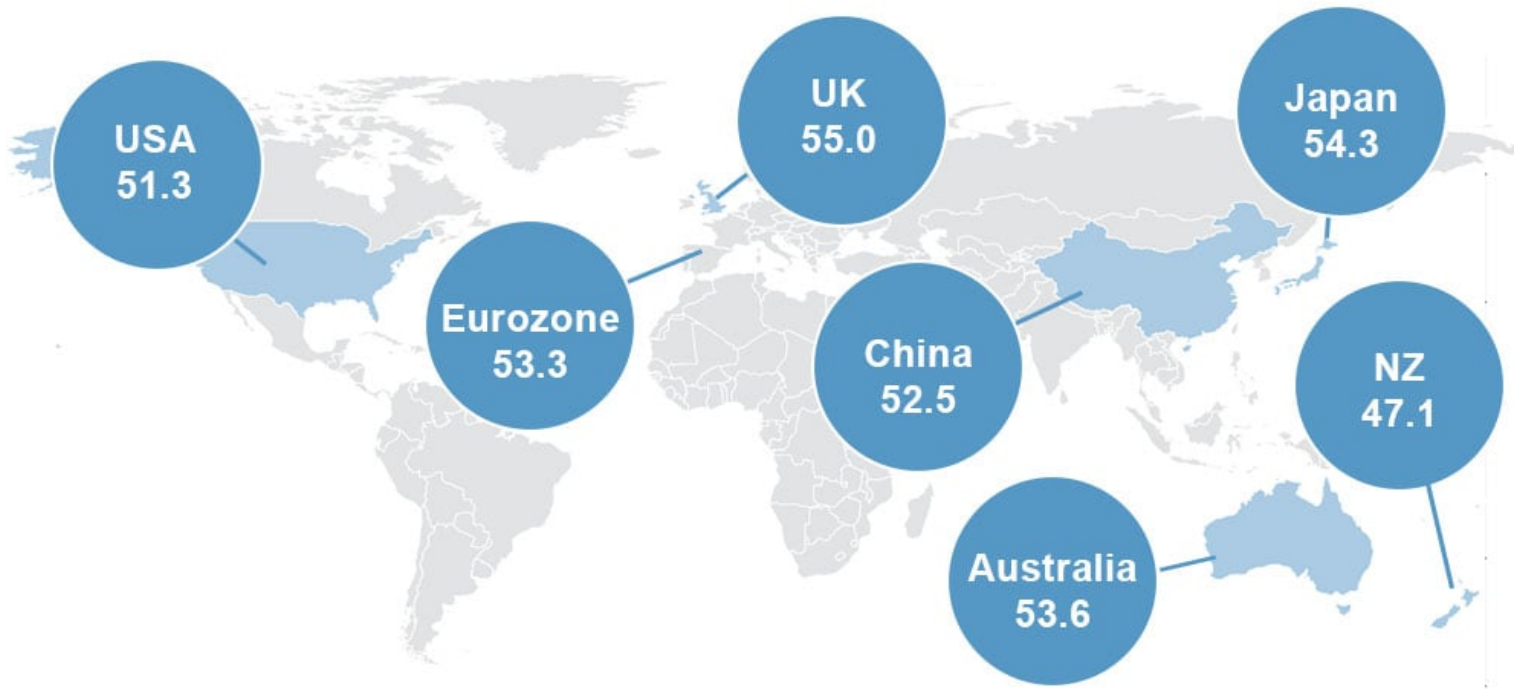 USA
51.3
UK
55.0
Japan
54.3
Eurozone
53.3
China
52.5
NZ
47.1
Australia
53.6